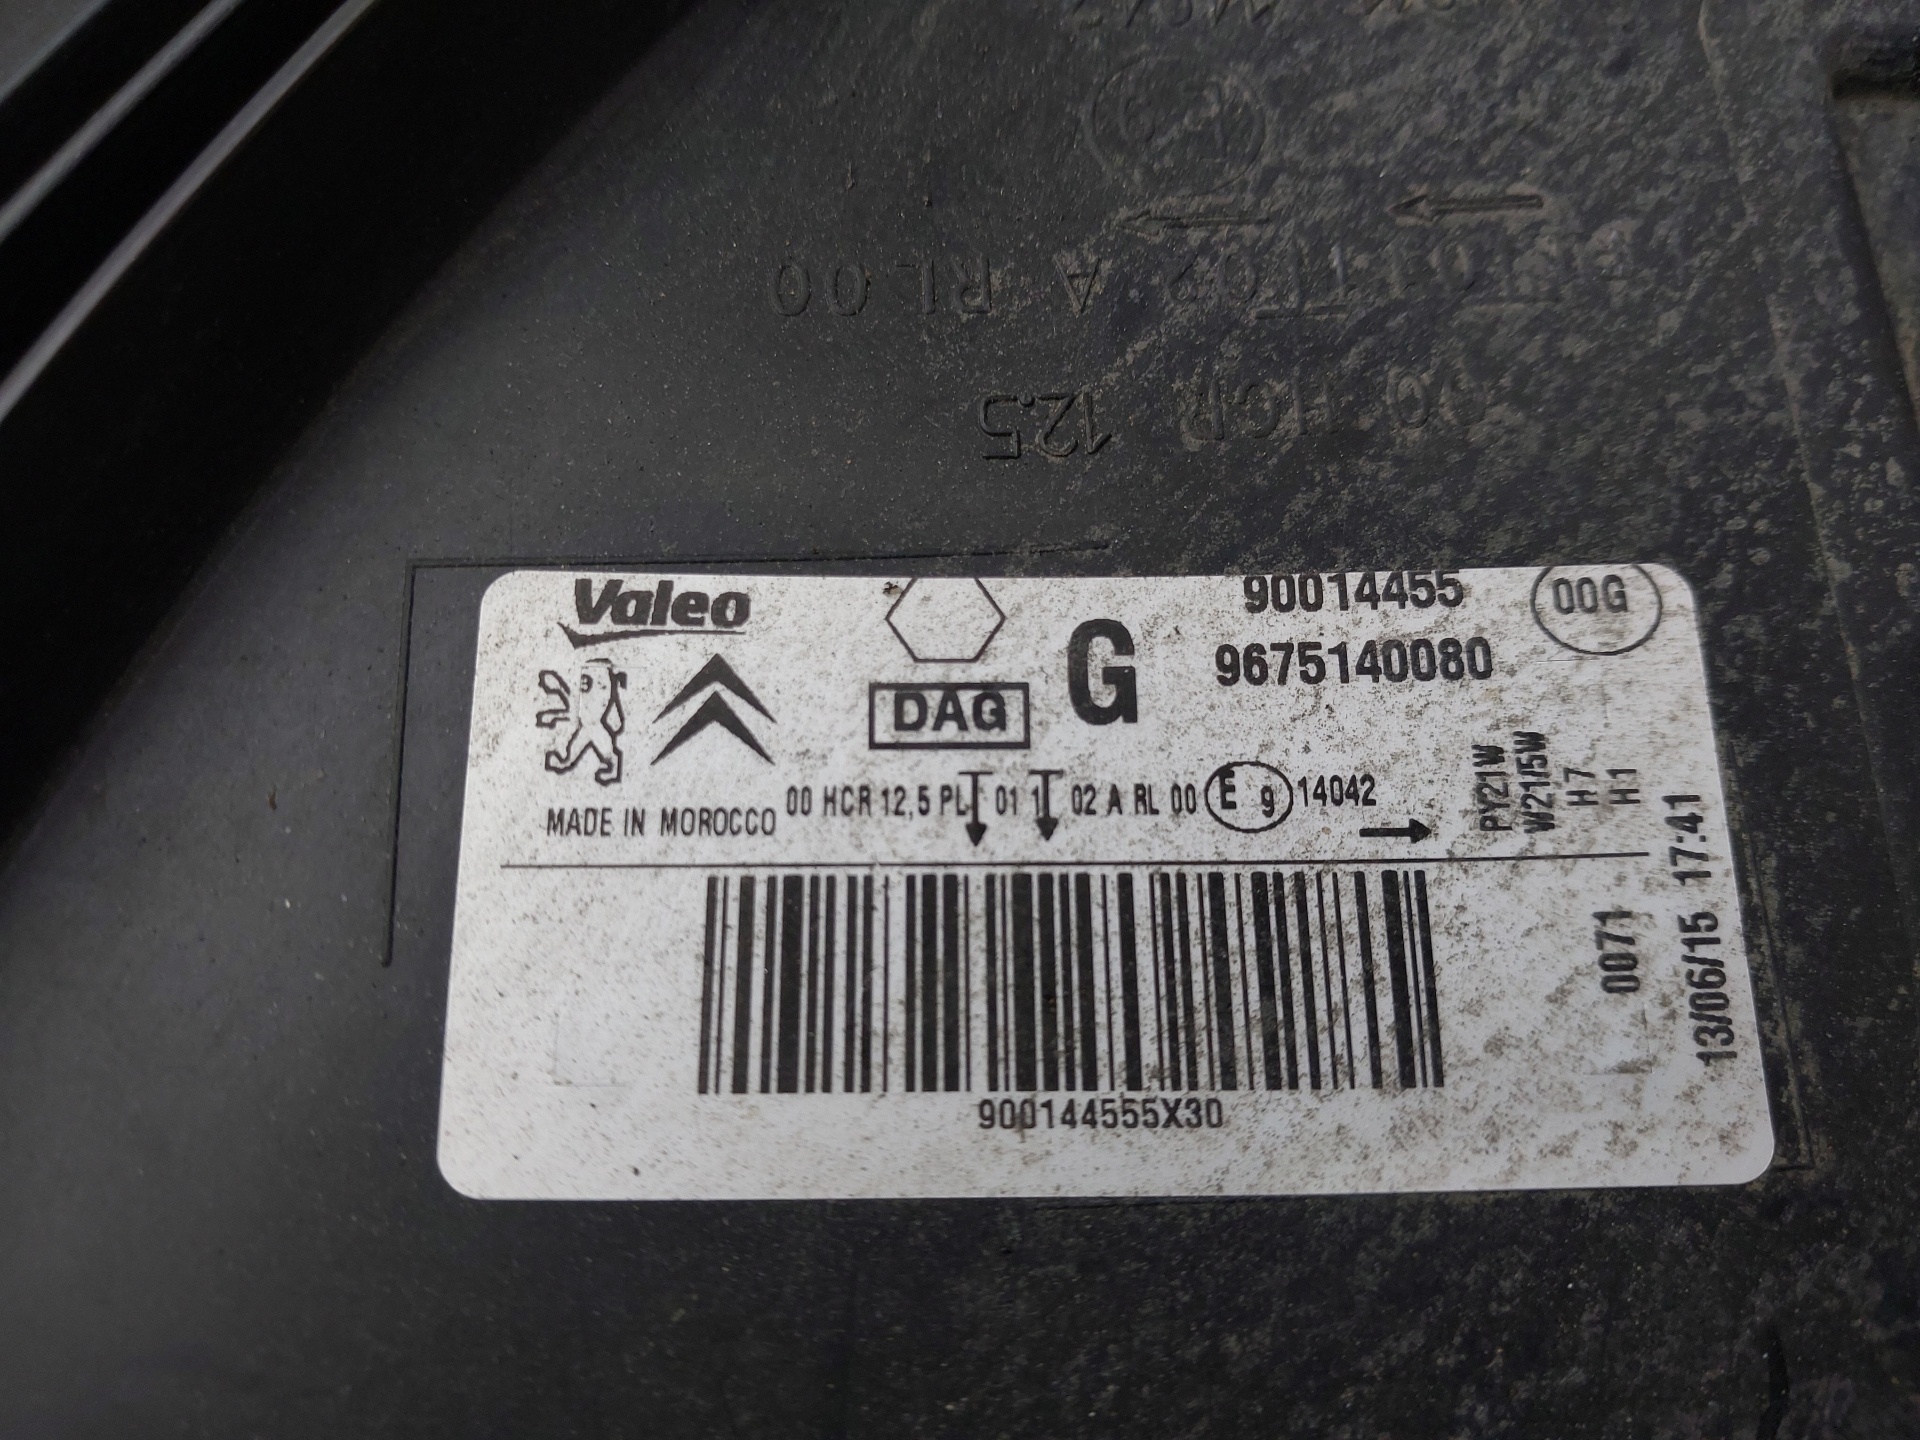 TT01 TT02 A RL 00
00 HCR 12.5
Valeo
90014455
00G
9675140080
DAG
G
MADE IN MOROCCO
00 HCR 12,5 PL 01 1 02 A RL 00 E 9 14042
PY21W
W21/5W
H7
H1
900144555X30
0071
13/06/15 17:41